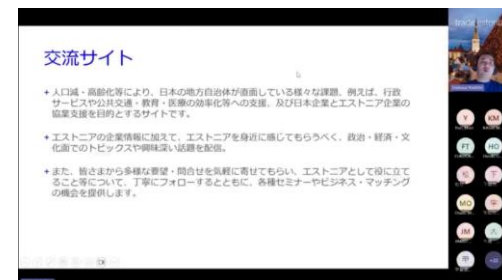 交流サイト
+ 人口減・高齢化等により、日本の地方自治体が直面している様々な課題、例えば、行政
サービスや公共交通・教育・医療の効率化等への支援、及び日本企業とエストニア企業の
協業支援を目的とするサイトです。
+ エストニアの企業情報に加えて、エストニアを身近に感じてもらうべく、政治・経済・文
化面でのトピックスや興味深い話題を配信。
+ また、皆さまから多様な要望・問合せを気軽に寄せてもらい、エストニアとして役に立て
ること等について、丁寧にフォローするとともに、各種セミナーやビジネス・マッチング
の機会を提供します。
Y
KM
FT
HO
松
下
MO
JM
大